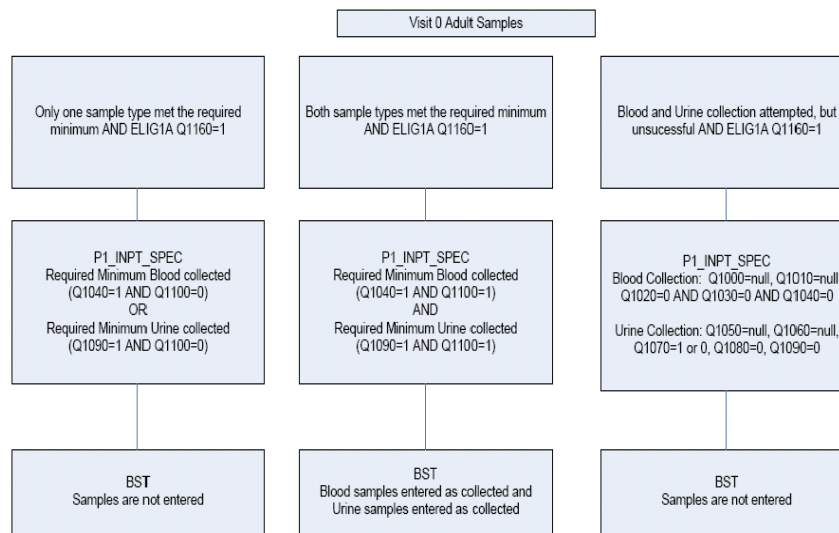 Visit 0 Adult Samples
Only one sample type met the required
minimum AND ELIG1A Q1160=1
Both sample types met the required minimum
AND ELIG1A Q1160=1
Blood and Urine collection attempted, but
unsucessful AND ELIG1A Q1160=1
P1_INPT_SPEC
Required Minimum Blood collected
(Q1040=1 AND Q1100=0)
OR
Required Minimum Urine collected
(Q1090=1 AND Q1100=0)
P1_INPT_SPEC
Required Minimum Blood collected
(Q1040=1 AND Q1100=1)
AND
Required Minimum Urine collected
(Q1090=1 AND Q1100=1)
P1_INPT_SPEC
Blood Collection: Q1000=null, Q1010=null,
Q1020=0 AND Q1030=0 AND Q1040=0
Urine Collection: Q1050=null, Q1060=null,
Q1070=1 or 0, Q1080=0, Q1090=0
BST
Samples are not entered
BST
Blood samples entered as collected and
Urine samples entered as collected
BST
Samples are not entered